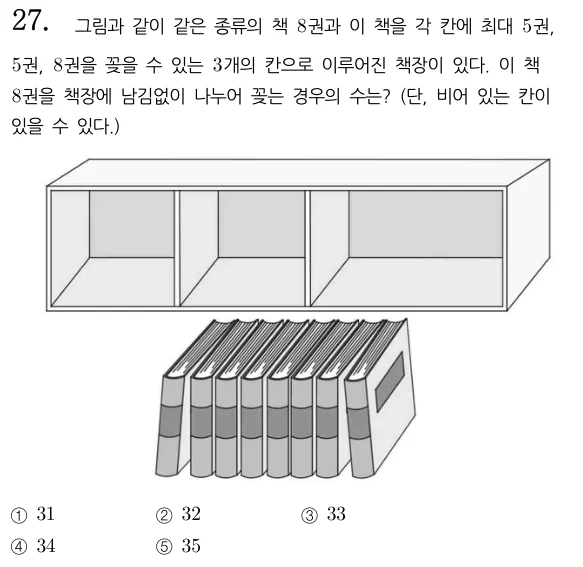 27. 그림과 같이 같은 종류의 책 8권과 이 책을 각 칸에 최대 5권,
5권, 8권을 꽂을 수 있는 3개의 칸으로 이루어진 책장이 있다. 이 책
8권을 책장에 남김없이 나누어 꽂는 경우의 수는? (단, 비어 있는 칸이
있을 수 있다.)
① 31 ② 32 ③ 33
④ 34 ⑤ 35